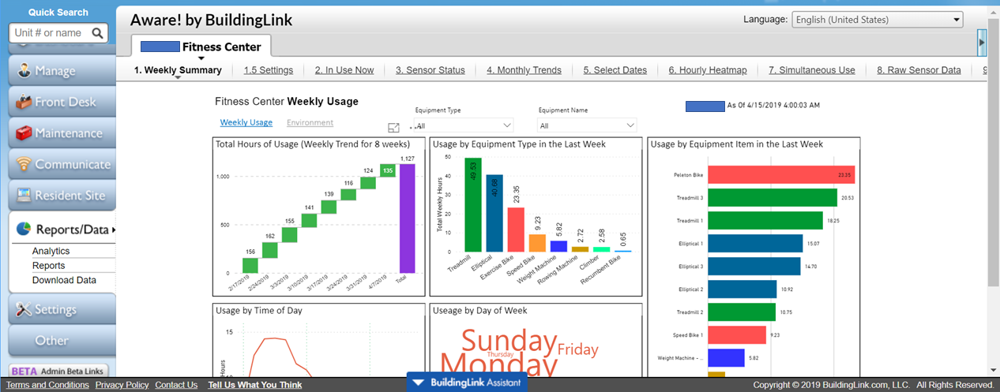 Quick Search
Unit # or name
Manage
Front Desk
Maintenance
Communicate
Resident Site
Reports/Data
Analytics
Reports
Download Data
Settings
Other
BETA Admin Beta Links
Aware! by BuildingLink
Language: English (United States)
Fitness Center
1. Weekly Summary 1.5 Settings 2. In Use Now 3. Sensor Status 4. Monthly Trends 5. Select Dates 6. Hourly Heatmap 7. Simultaneous Use 8. Raw Sensor Data 9
Fitness Center Weekly Usage
Weekly Usage Environment
Equipment Type
All
Equipment Name
All
As Of 4/15/2019 4:00:03 AM
Total Hours of Usage (Weekly Trend for 8 weeks)
1,000
500
0
156
162
155
141
139
116
124
135
1,127
2/17/2019
2/24/2019
3/3/2019
3/10/2019
3/17/2019
3/24/2019
3/31/2019
4/7/2019
Total
Usage by Equipment Type in the Last Week
Total Weekly Hours
50
40
30
20
10
0
49.53
40.68
23.35
9.23
5.82
2.72
2.58
0.65
Treadmill
Elliptical
Exercise Bike
Speed Bike
Weight Machine
Rowing Machine
Climber
Recumbent Bike
Usage by Equipment Item in the Last Week
Peleton Bike 23.35
Treadmill 3 20.53
Treadmill 1 18.25
Elliptical 1 15.07
Elliptical 3 14.70
Elliptical 2 10.92
Treadmill 2 10.75
Speed Bike 1 9.23
Weight Machine - ... 5.82
Usage by Time of Day
15
Hours
Useage by Day of Week
Sunday
Thursday
Friday
Monday
Terms and Conditions Privacy Policy Contact Us Tell Us What You Think
BuildingLink Assistant
Copyright © 2019 BuildingLink.com, LLC. All Rights Reserved.